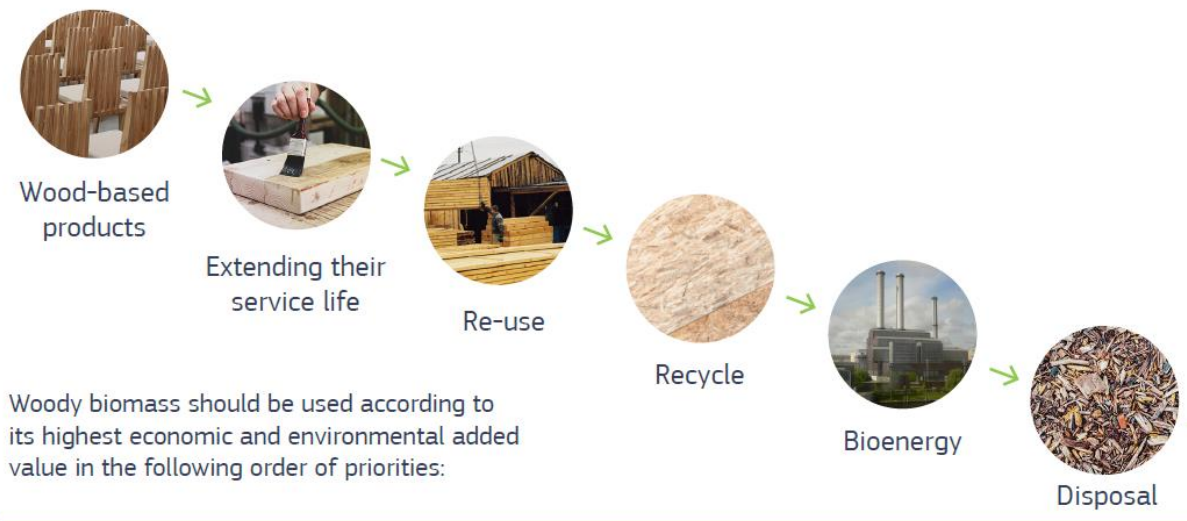 Wood-based
products
Extending their
service life
Re-use
Recycle
Bioenergy
Disposal
Woody biomass should be used according to
its highest economic and environmental added
value in the following order of priorities: